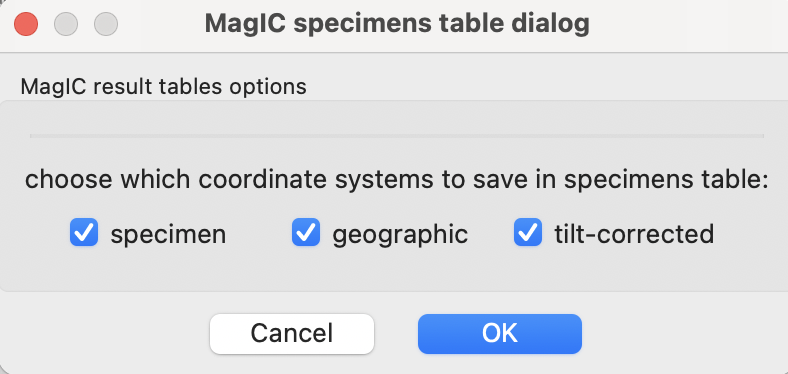 MagIC specimens table dialog
MagIC result tables options
choose which coordinate systems to save in specimens table:
specimen geographic tilt-corrected
Cancel OK